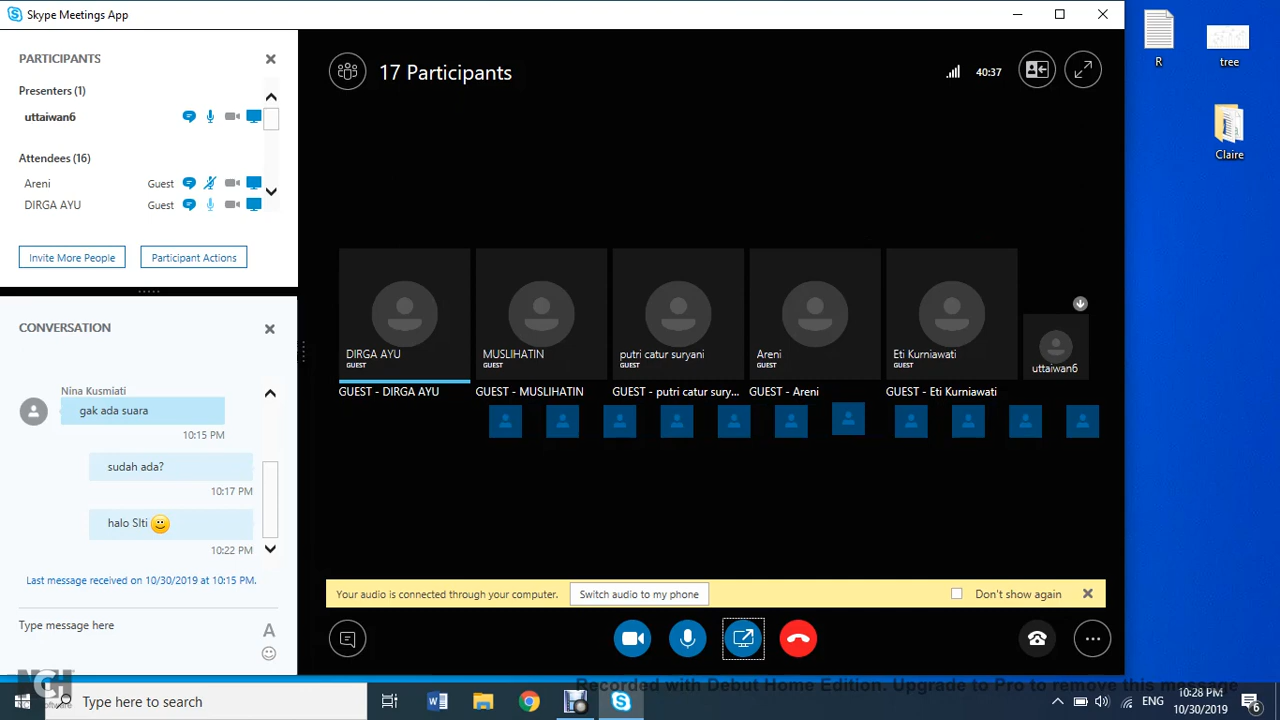 Skype Meetings App
R
tree
Claire
PARTICIPANTS
Presenters (1)
uttaiwan6
Attendees (16)
Areni Guest
DIRGA AYU Guest
Invite More People Participant Actions
17 Participants
40:37
DIRGA AYU
GUEST
GUEST - DIRGA AYU
MUSLIHATIN
GUEST
GUEST - MUSLIHATIN
putri catur suryani
GUEST
GUEST - putri catur sury...
Areni
GUEST
GUEST - Areni
Eti Kurniawati
GUEST
GUEST - Eti Kurniawati
uttaiwan6
CONVERSATION
Nina Kusmiati
gak ada suara
10:15 PM
sudah ada?
10:17 PM
halo SIti
10:22 PM
Last message received on 10/30/2019 at 10:15 PM.
Type message here
A
Your audio is connected through your computer. Switch audio to my phone Don't show again
NCH
Software
Type here to search
Recorded with Debut Home Edition. Upgrade to Pro to remove this message
ENG
10:28 PM
10/30/2019
6